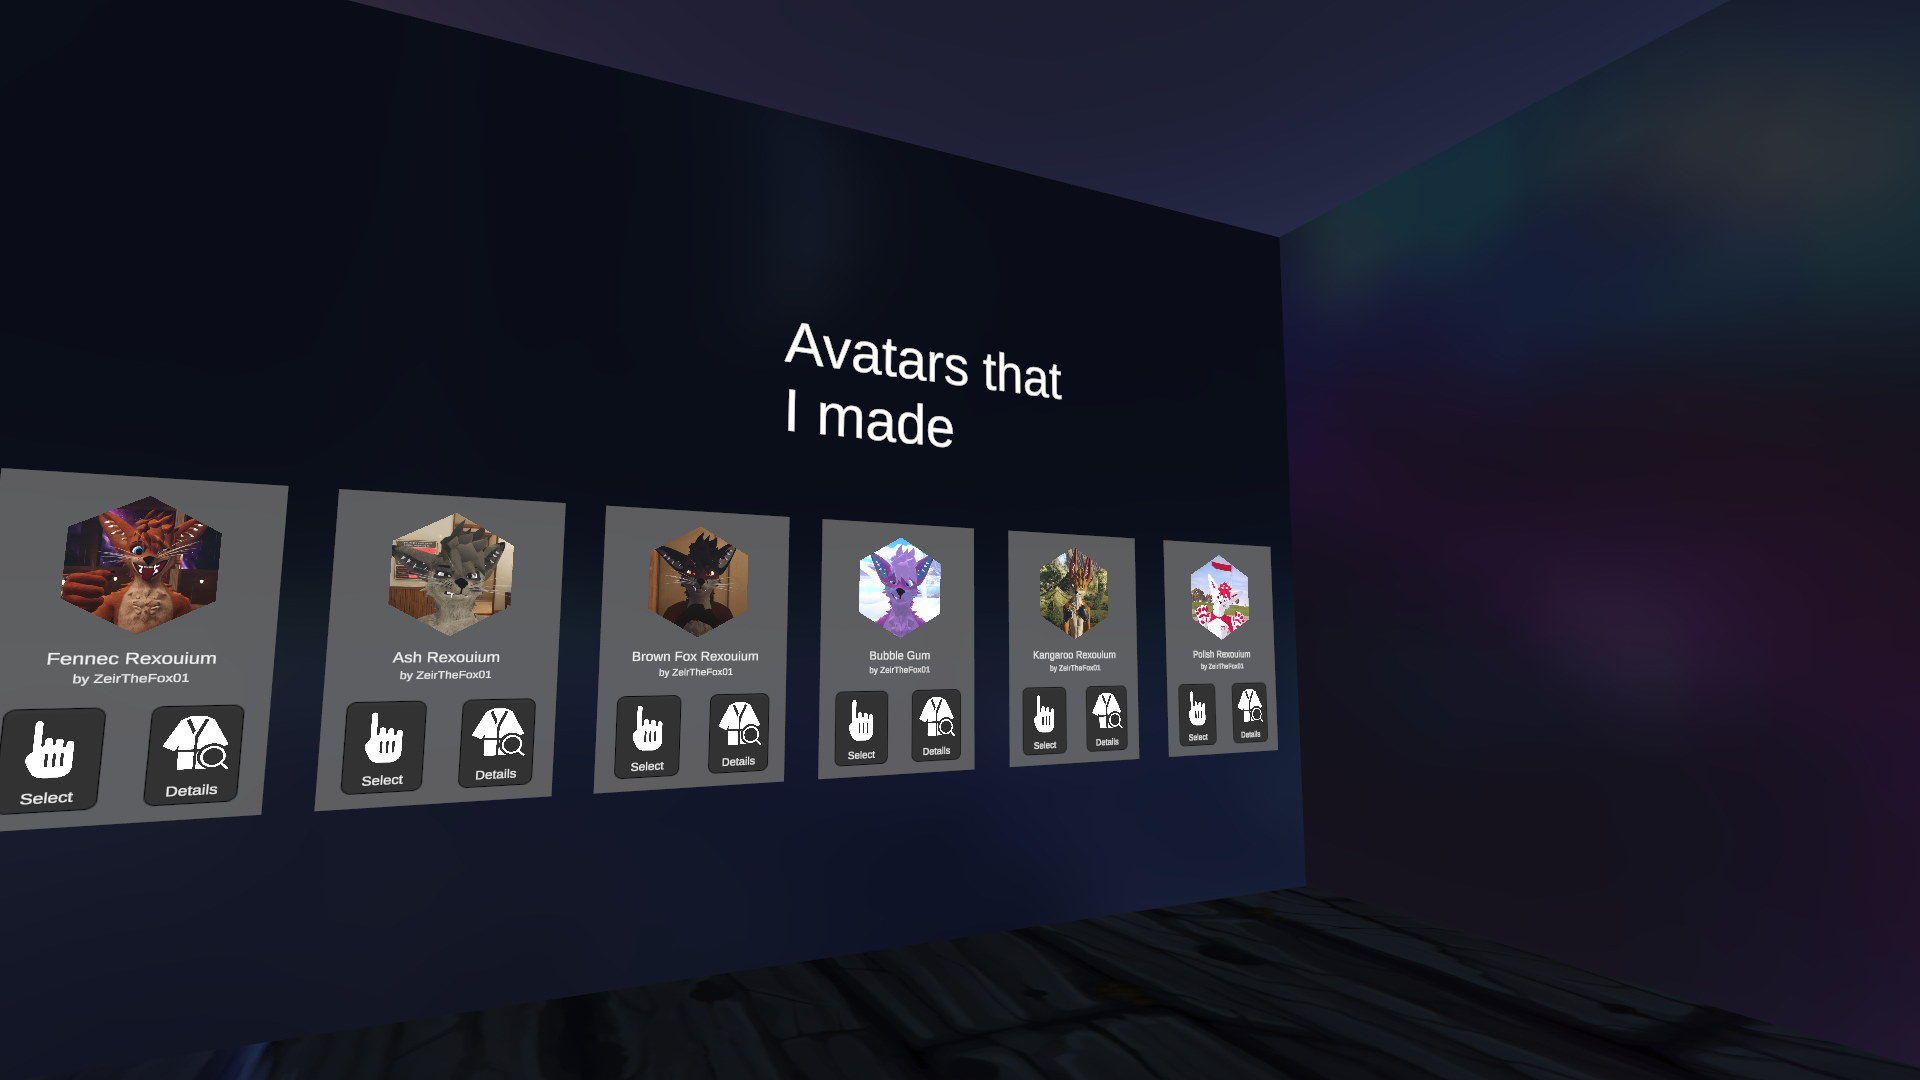 Avatars that
I made
Fennec Rexouium
by ZeirTheFox01
Select
Details
Ash Rexouium
by ZeirTheFox01
Select
Details
Brown Fox Rexouium
by ZeirTheFox01
Select
Details
Bubble Gum
by ZeirTheFox01
Select
Details
Kangaroo Rexouium
by ZeirTheFox01
Select
Details
Polish Rexouium
by ZeirTheFox01
Select
Details